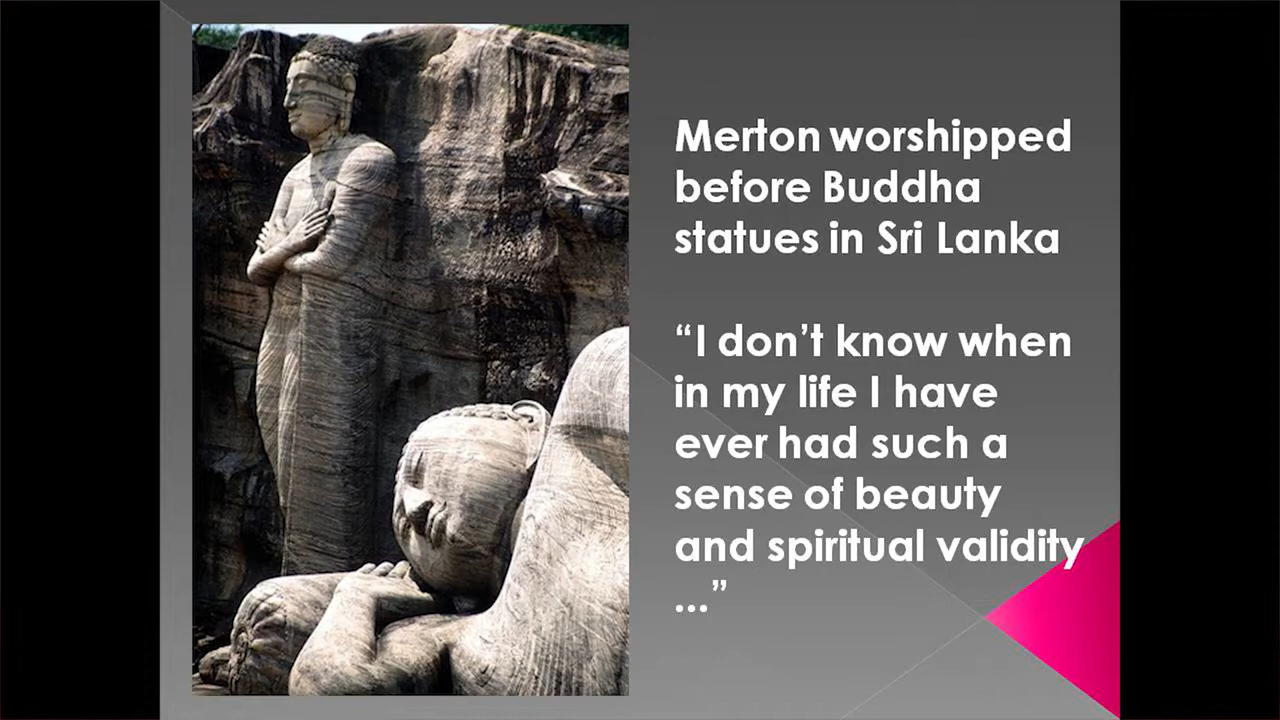 Merton worshipped
before Buddha
statues in Sri Lanka
“I don’t know when
in my life I have
ever had such a
sense of beauty
and spiritual validity
...”